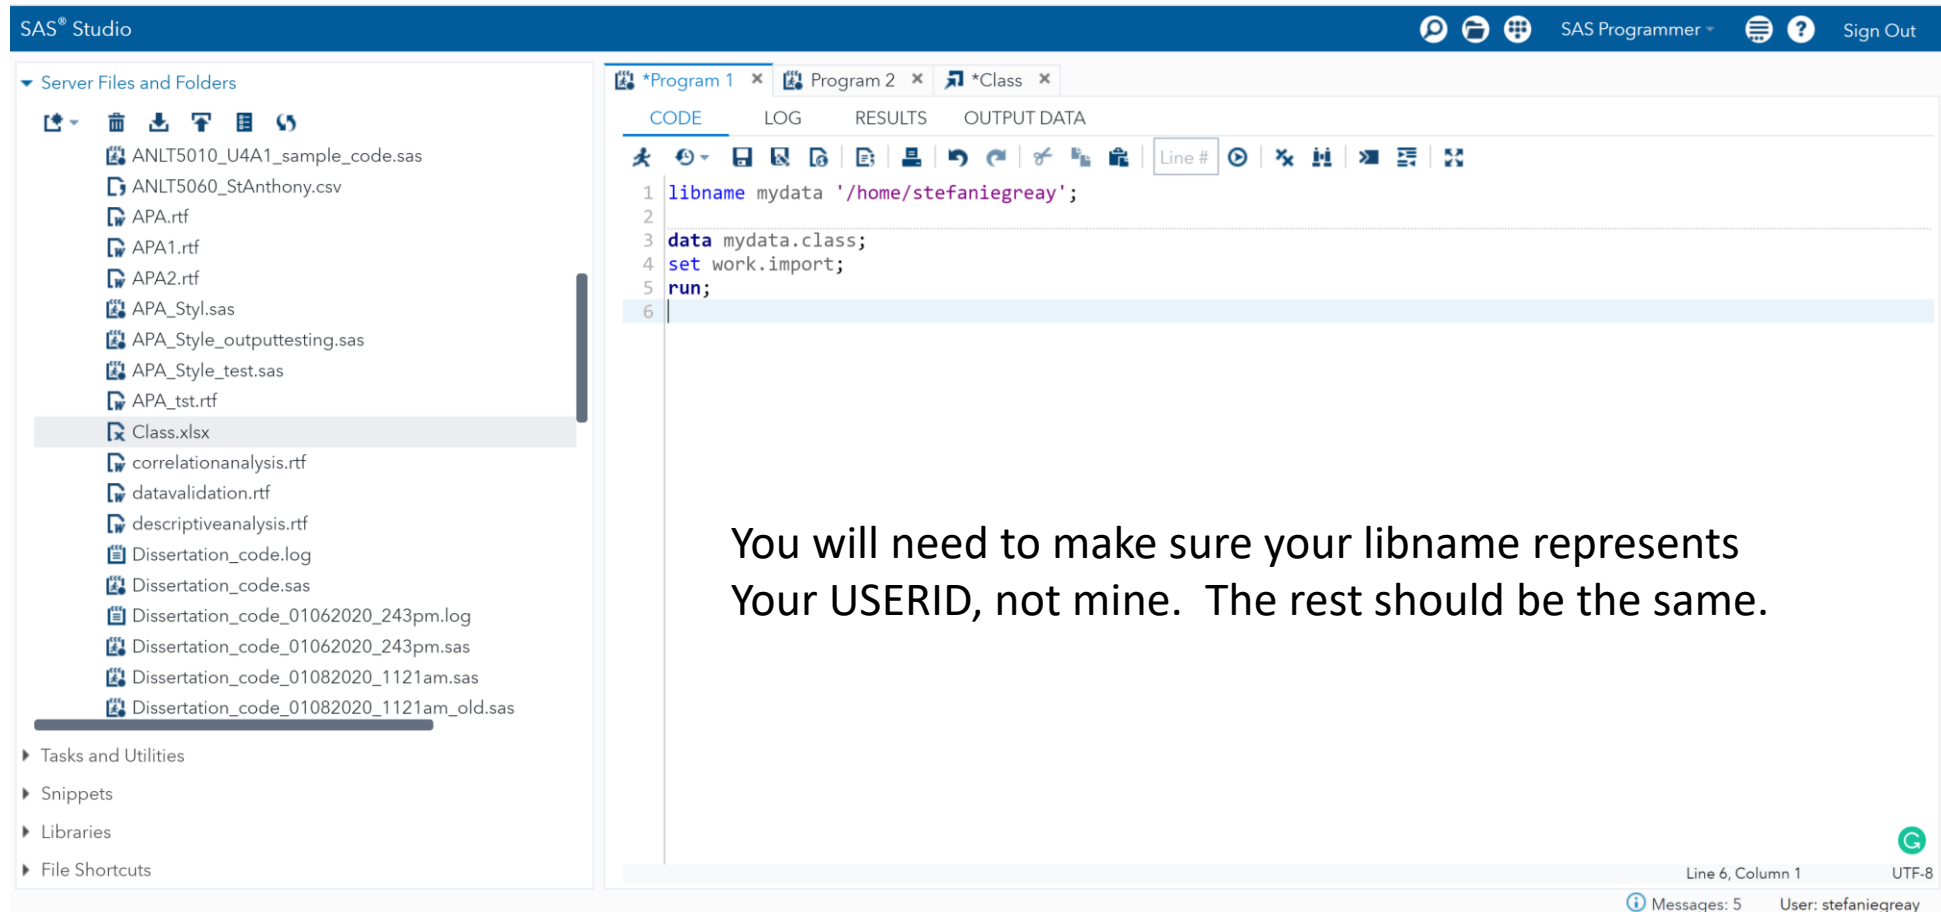 SAS® Studio
SAS Programmer
Sign Out
Server Files and Folders
ANLT5010_U4A1_sample_code.sas
ANLT5060_StAnthony.csv
APA.rtf
APA1.rtf
APA2.rtf
APA_Styl.sas
APA_Style_outputtesting.sas
APA_Style_test.sas
APA_tst.rtf
Class.xlsx
correlationanalysis.rtf
datavalidation.rtf
descriptiveanalysis.rtf
Dissertation_code.log
Dissertation_code.sas
Dissertation_code_01062020_243pm.log
Dissertation_code_01062020_243pm.sas
Dissertation_code_01082020_1121am.sas
Dissertation_code_01082020_1121am_old.sas
Tasks and Utilities
Snippets
Libraries
File Shortcuts
*Program 1
Program 2
*Class
CODE LOG RESULTS OUTPUT DATA
Line #
1 libname mydata '/home/stefaniegreay';
2
3 data mydata.class;
4 set work.import;
5 run;
6
You will need to make sure your libname represents
Your USERID, not mine. The rest should be the same.
Line 6, Column 1
UTF-8
Messages: 5
User: stefaniegreay